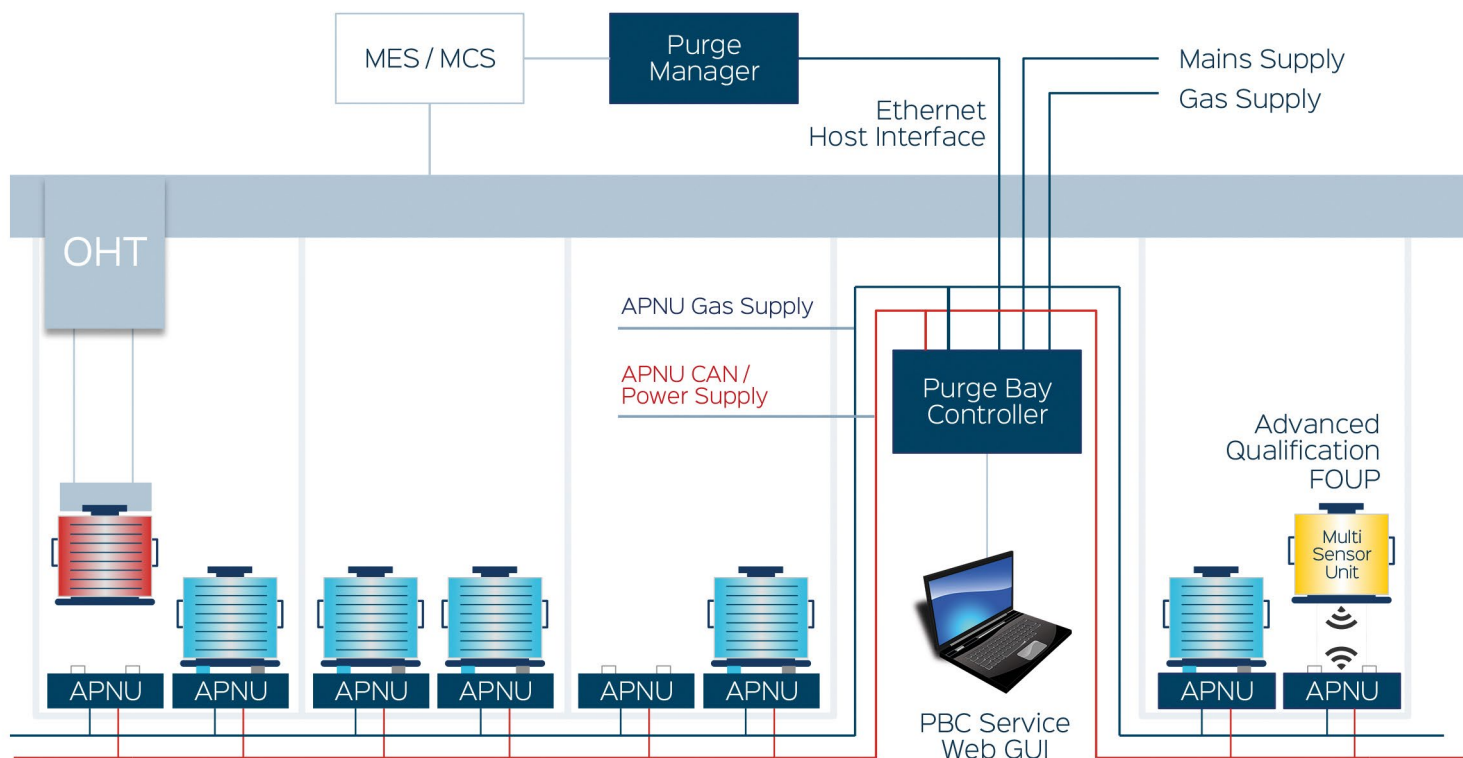 MES / MCS
Purge
Manager
Mains Supply
Gas Supply
Ethernet
Host Interface
OHT
APNU Gas Supply
APNU CAN /
Power Supply
Purge Bay
Controller
Advanced
Qualification
FOUP
Multi
Sensor
Unit
APNU
APNU
APNU
APNU
APNU
APNU
APNU
APNU
PBC Service
Web GUI